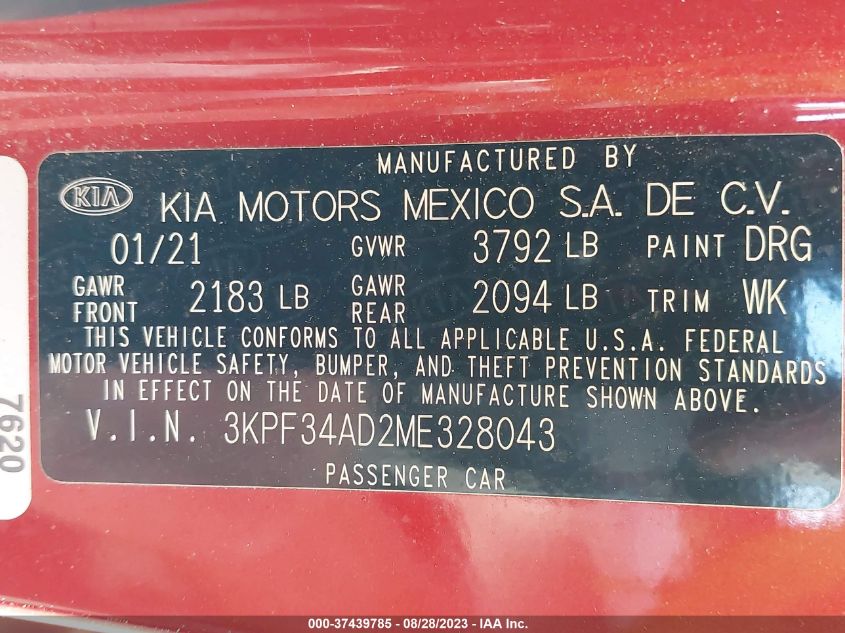 MANUFACTURED BY
KIA KIA MOTORS MEXICO S.A. DE C.V.
01/21 GVWR 3792 LB PAINT DRG
GAWR FRONT 2183 LB GAWR REAR 2094 LB TRIM WK
THIS VEHICLE CONFORMS TO ALL APPLICABLE U.S.A. FEDERAL
MOTOR VEHICLE SAFETY, BUMPER, AND THEFT PREVENTION STANDARDS
IN EFFECT ON THE DATE OF MANUFACTURE SHOWN ABOVE.
V.I.N. 3KPF34AD2ME328043
PASSENGER CAR
7620
000-37439785 - 08/28/2023 - IAA Inc.